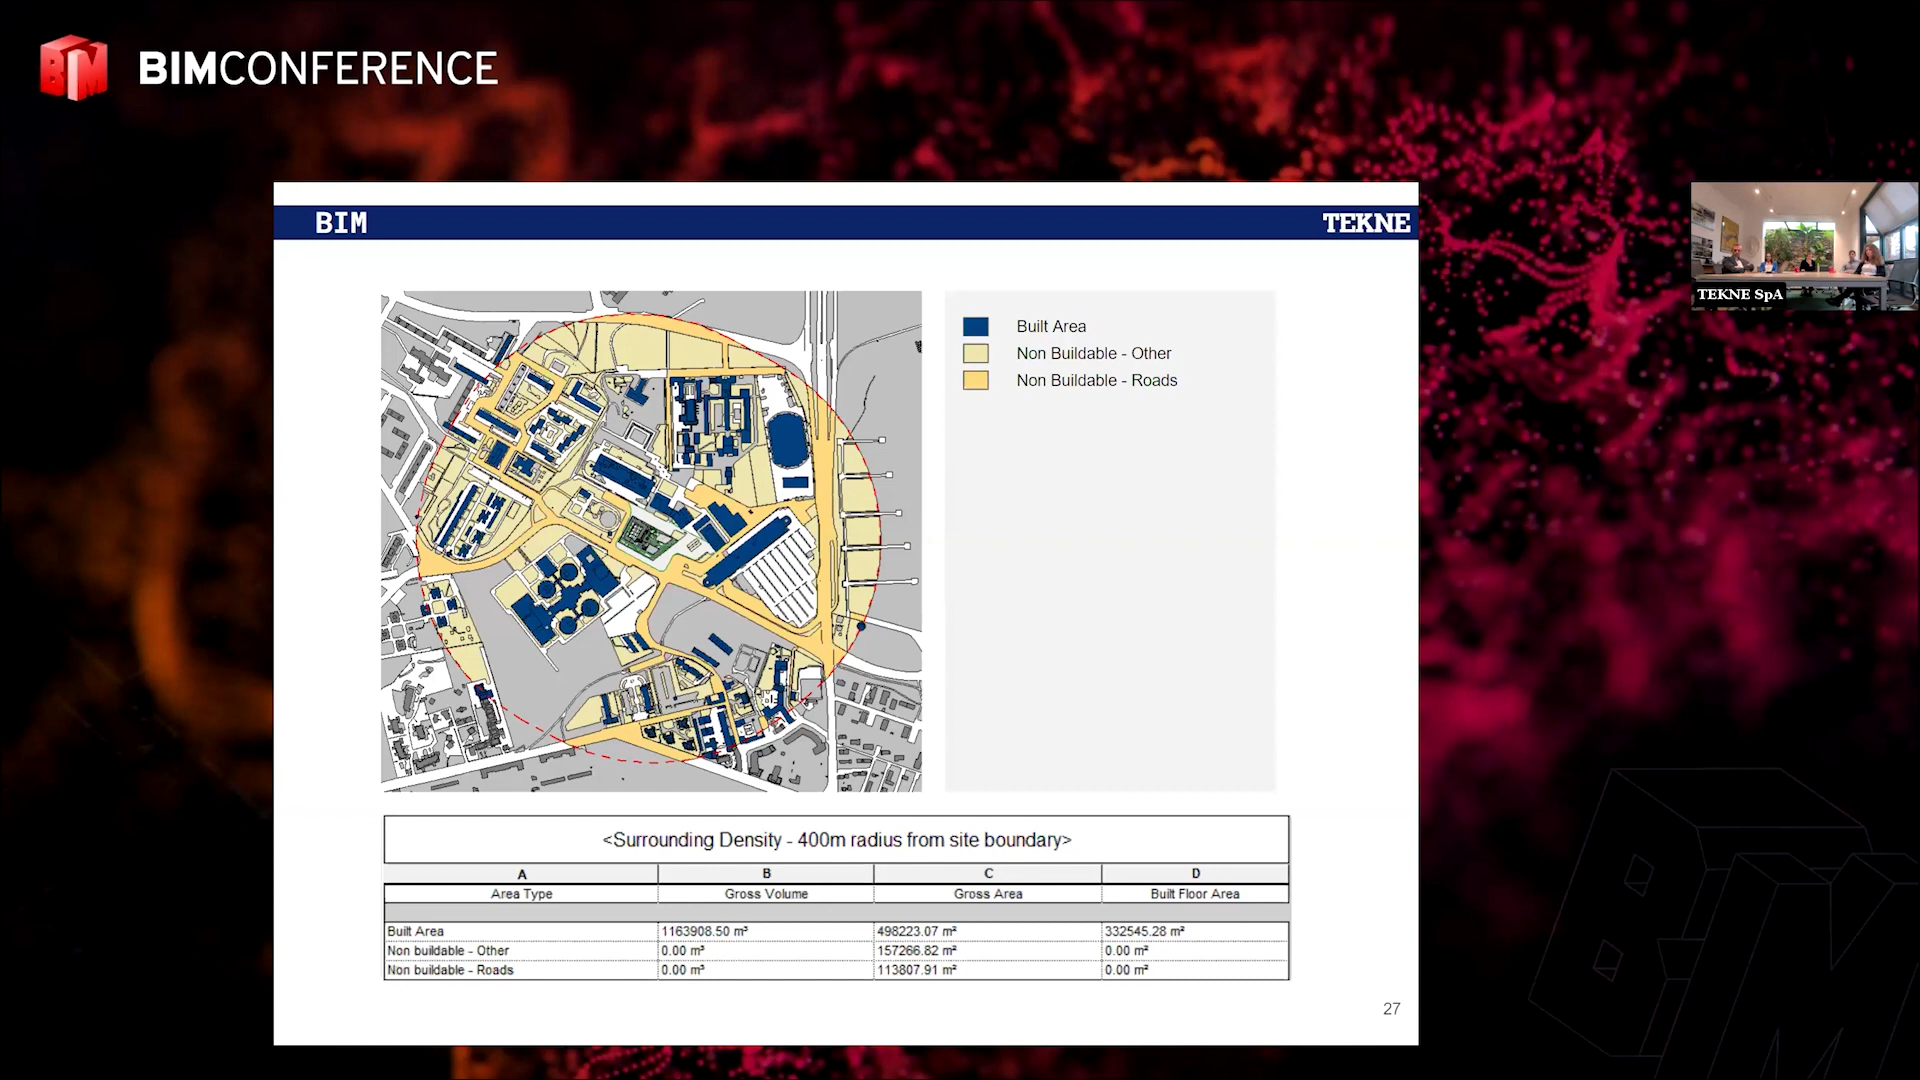 BIM
BIMCONFERENCE
BIM
TEKNE
TEKNE SpA
Built Area
Non Buildable - Other
Non Buildable - Roads
<Surrounding Density - 400m radius from site boundary>
A B C D
Area Type Gross Volume Gross Area Built Floor Area
Built Area 1163908.50 m³ 498223.07 m² 332545.28 m²
Non buildable - Other 0.00 m³ 157266.82 m² 0.00 m²
Non buildable - Roads 0.00 m³ 113807.91 m² 0.00 m²
27